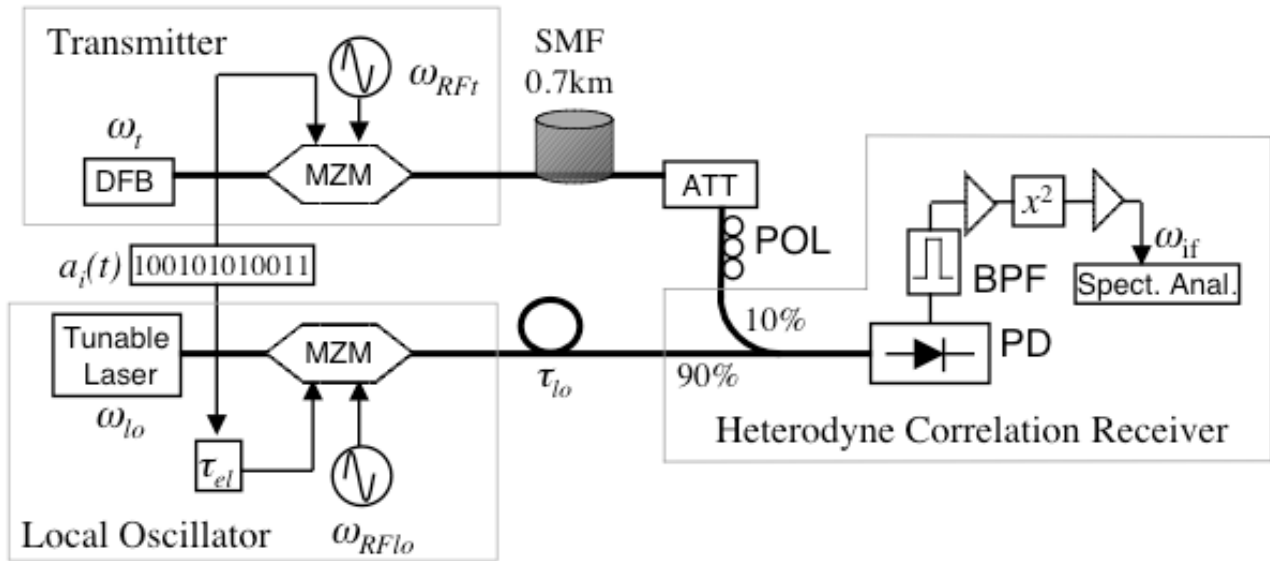 Transmitter
ω_RFt
SMF
0.7km
ω_t
DFB
MZM
ATT
POL
x²
ω_if
BPF
Spect. Anal.
a_i(t)
100101010011
10%
Tunable
Laser
MZM
τ_lo
90%
PD
ω_lo
τ_el
ω_RFlo
Heterodyne Correlation Receiver
Local Oscillator